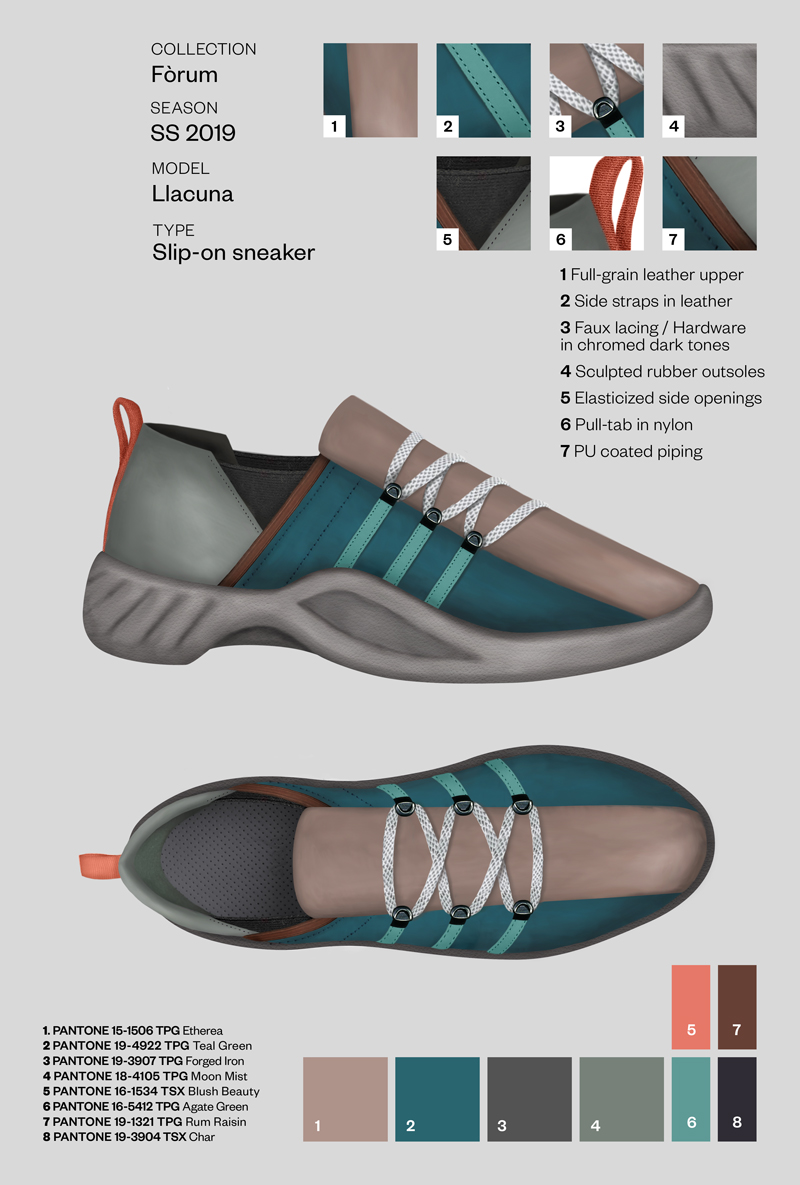 COLLECTION
Fòrum
SEASON
SS 2019
MODEL
Llacuna
TYPE
Slip-on sneaker
1
2
3
4
5
6
7
1 Full-grain leather upper
2 Side straps in leather
3 Faux lacing / Hardware
in chromed dark tones
4 Sculpted rubber outsoles
5 Elasticized side openings
6 Pull-tab in nylon
7 PU coated piping
1. PANTONE 15-1506 TPG Etherea
2 PANTONE 19-4922 TPG Teal Green
3 PANTONE 19-3907 TPG Forged Iron
4 PANTONE 18-4105 TPG Moon Mist
5 PANTONE 16-1534 TSX Blush Beauty
6 PANTONE 16-5412 TPG Agate Green
7 PANTONE 19-1321 TPG Rum Raisin
8 PANTONE 19-3904 TSX Char
5
7
1
2
3
4
6
8